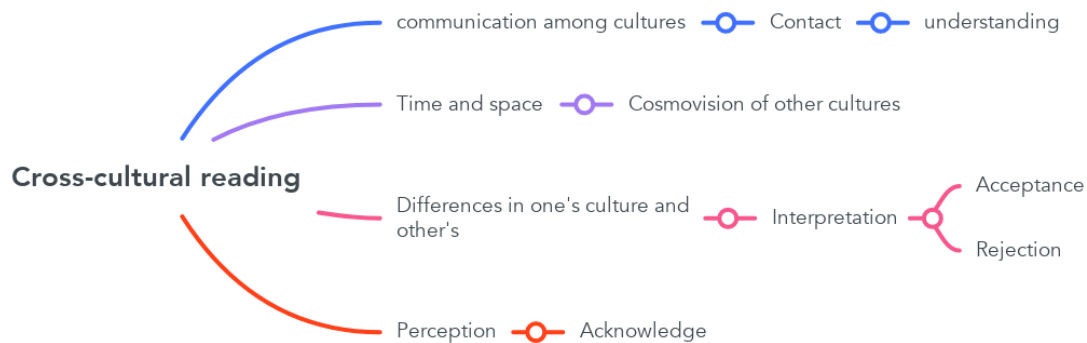 communication among cultures
Contact
understanding
Time and space
Cosmovision of other cultures
Cross-cultural reading
Differences in one's culture and
other's
Interpretation
Acceptance
Rejection
Perception
Acknowledge